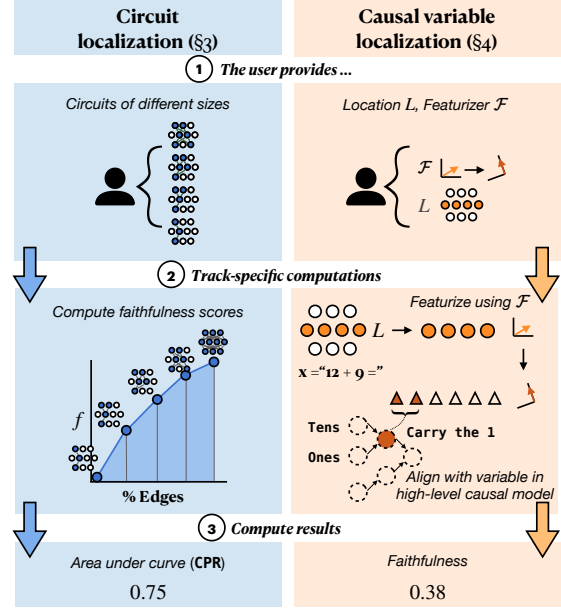 Circuit
localization (§3)
Causal variable
localization (§4)
1 The user provides ...
Circuits of different sizes
Location L, Featurizer ℱ
ℱ
L
2 Track-specific computations
Compute faithfulness scores
f
% Edges
Featurize using ℱ
L
x ="12 + 9 ="
Tens
Ones
Carry the 1
Align with variable in
high-level causal model
3 Compute results
Area under curve (CPR)
0.75
Faithfulness
0.38